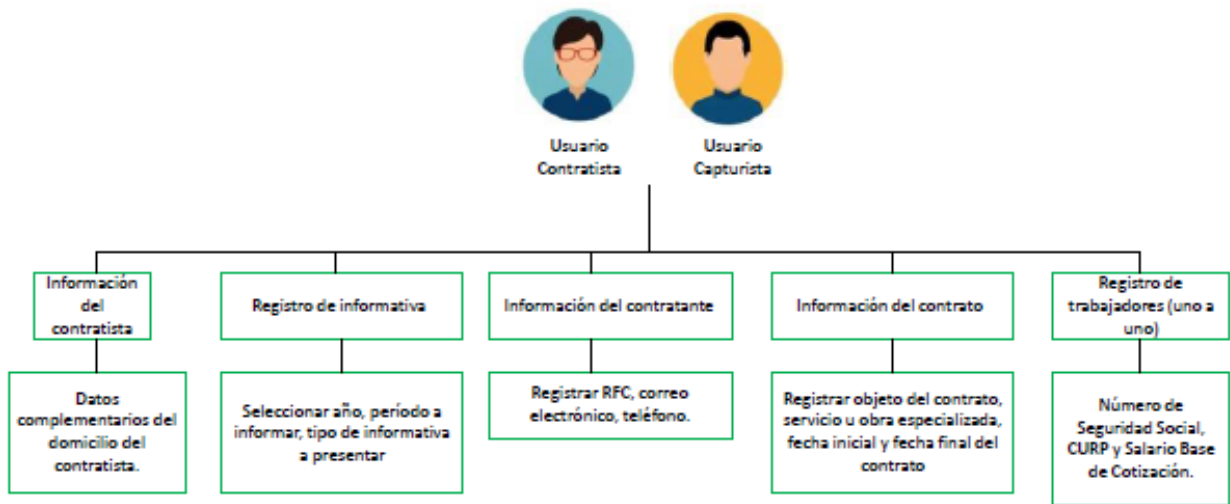 Usuario
Contratista
Usuario
Capturista
Información
del
contratista
Registro de informativa
Información del contratante
Información del contrato
Registro de
trabajadores (uno a
uno)
Datos
complementarios del
domicilio del
contratista.
Seleccionar año, período a
informar, tipo de informativa
a presentar
Registrar RFC, correo
electrónico, teléfono.
Registrar objeto del contrato,
servicio u obra especializada,
fecha inicial y fecha final del
contrato
Número de
Seguridad Social,
CURP y Salario Base
de Cotización.